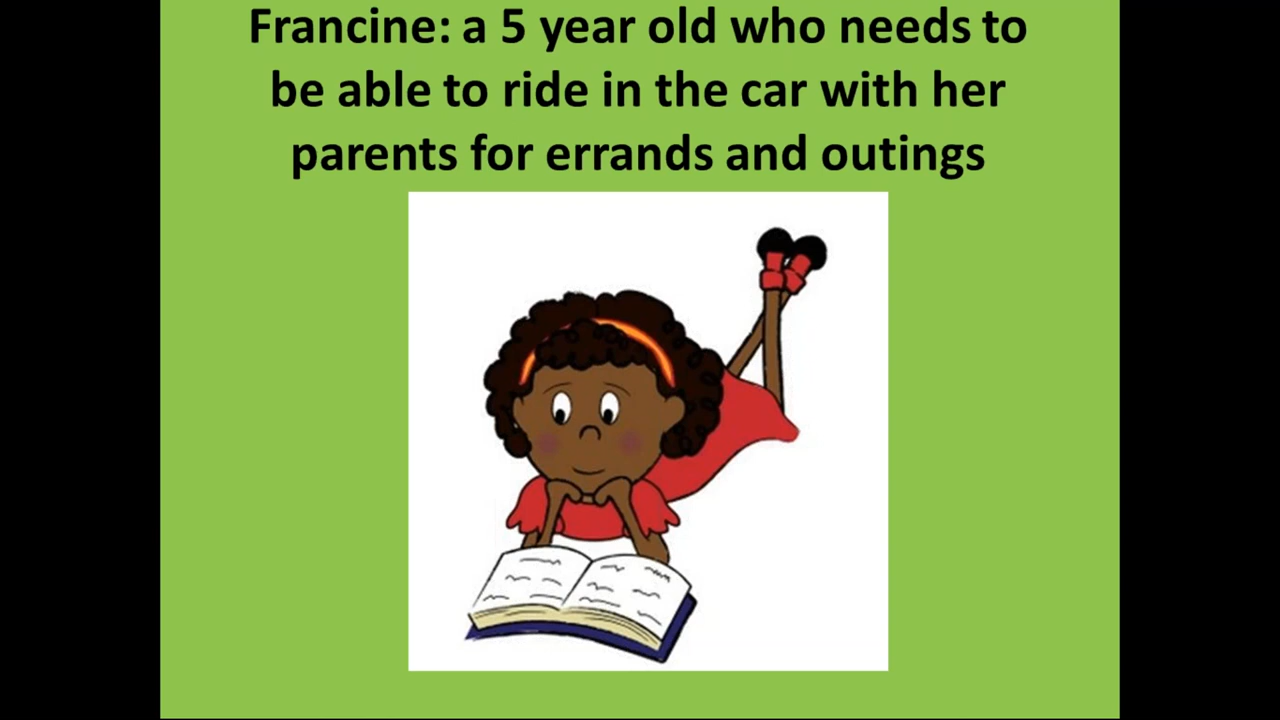 Francine: a 5 year old who needs to
be able to ride in the car with her
parents for errands and outings